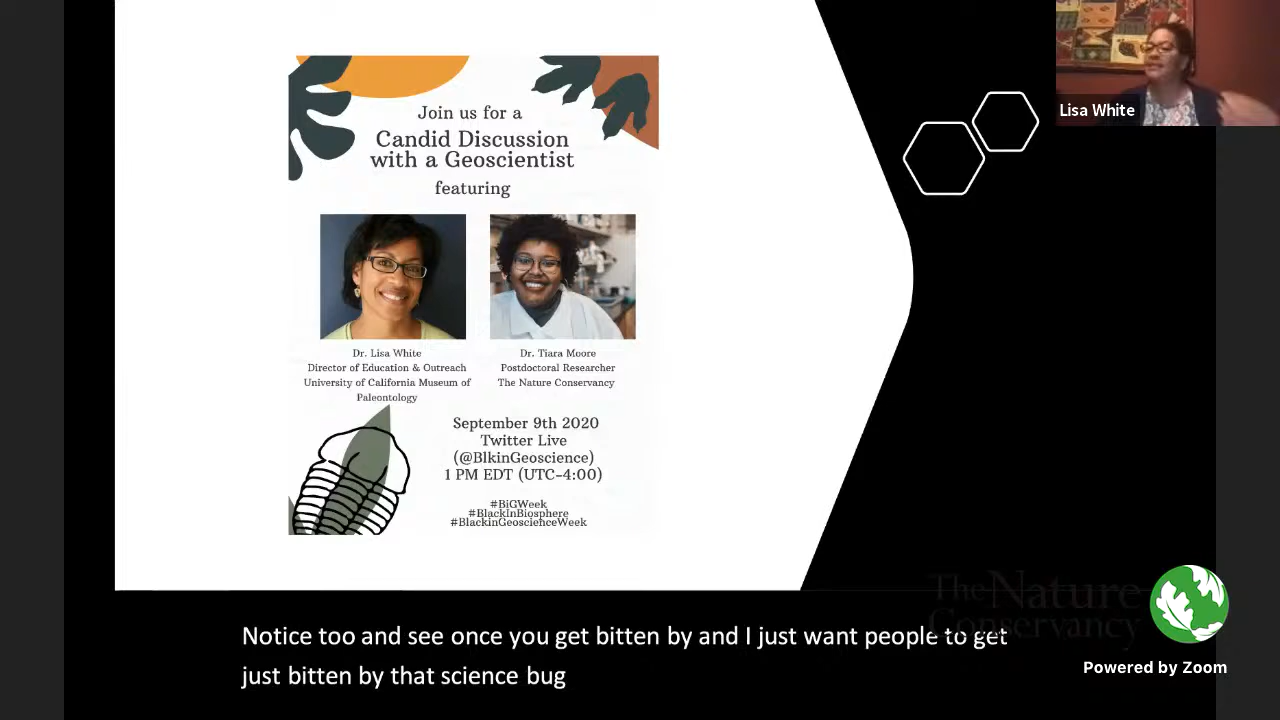 Join us for a
Candid Discussion
with a Geoscientist
featuring
Dr. Lisa White
Director of Education & Outreach
University of California Museum of
Paleontology
Dr. Tiara Moore
Postdoctoral Researcher
The Nature Conservancy
September 9th 2020
Twitter Live
(@BlkinGeoscience)
1 PM EDT (UTC-4:00)
#BiGWeek
#BlackInBiosphere
#BlackinGeoscienceWeek
Lisa White
The Nature
Conservancy
Powered by Zoom
Notice too and see once you get bitten by and I just want people to get
just bitten by that science bug